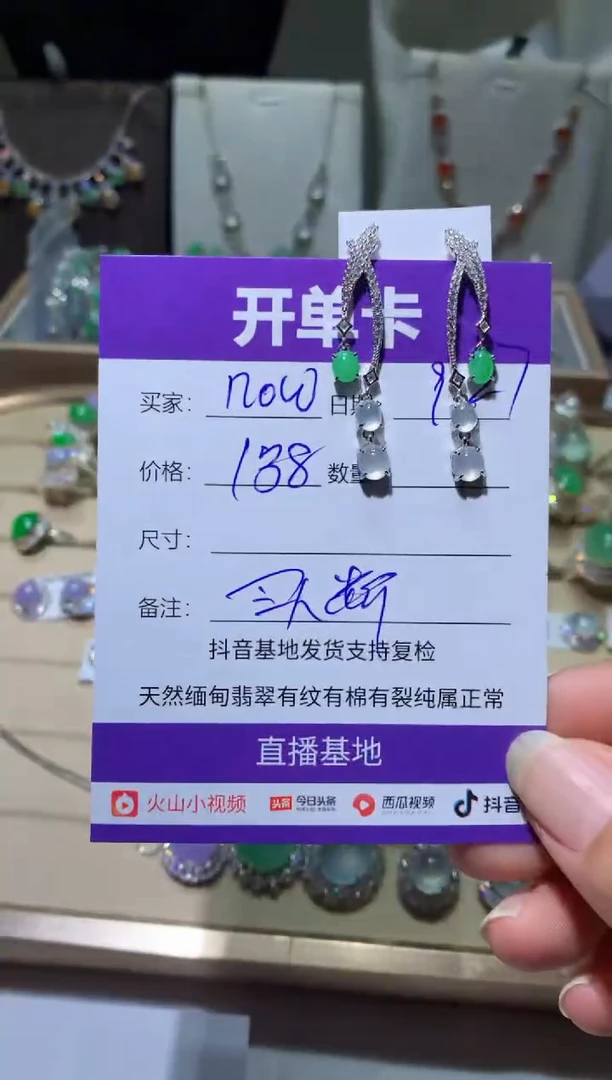 开单卡
买家: now 日期: 9.27
价格: 138 数量
尺寸:
备注:
抖音基地发货支持复检
天然缅甸翡翠有纹有棉有裂纯属正常
直播基地
火山小视频 头条 今日头条 西瓜视频 抖音